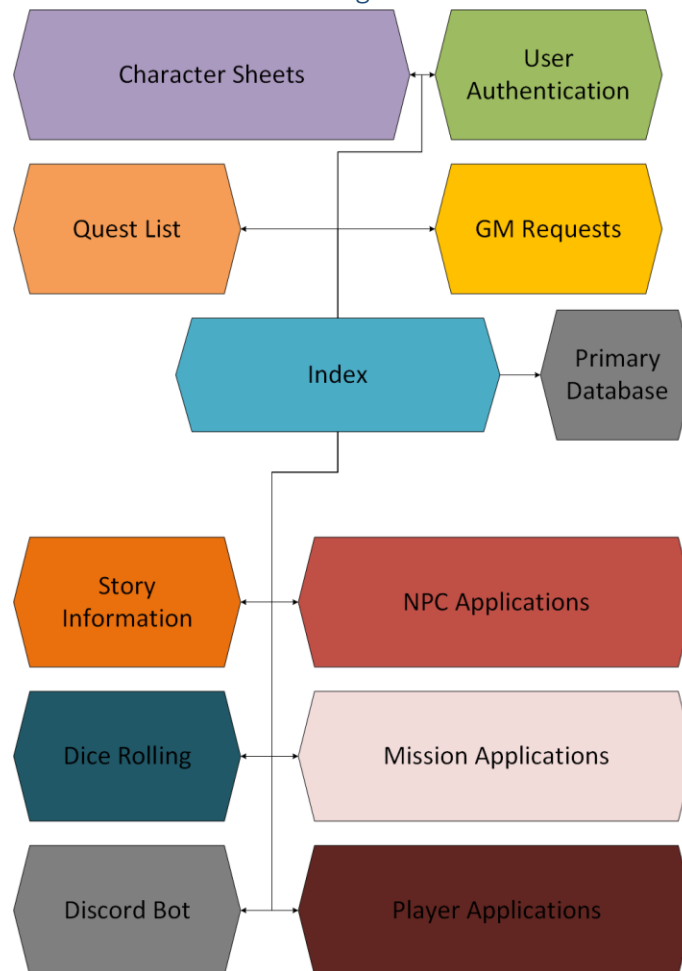 Character Sheets
User
Authentication
Quest List
GM Requests
Index
Primary
Database
Story
Information
NPC Applications
Dice Rolling
Mission Applications
Discord Bot
Player Applications